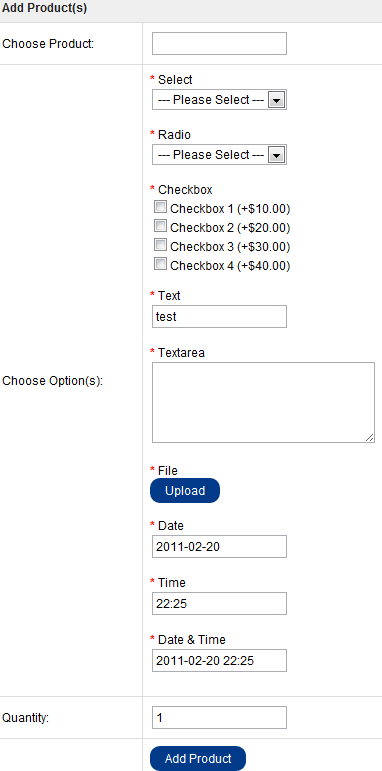 Add Product(s)
Choose Product:
Choose Option(s):
* Select
--- Please Select ---
* Radio
--- Please Select ---
* Checkbox
Checkbox 1 (+$10.00)
Checkbox 2 (+$20.00)
Checkbox 3 (+$30.00)
Checkbox 4 (+$40.00)
* Text
test
* Textarea
* File
Upload
* Date
2011-02-20
* Time
22:25
* Date & Time
2011-02-20 22:25
Quantity:
1
Add Product